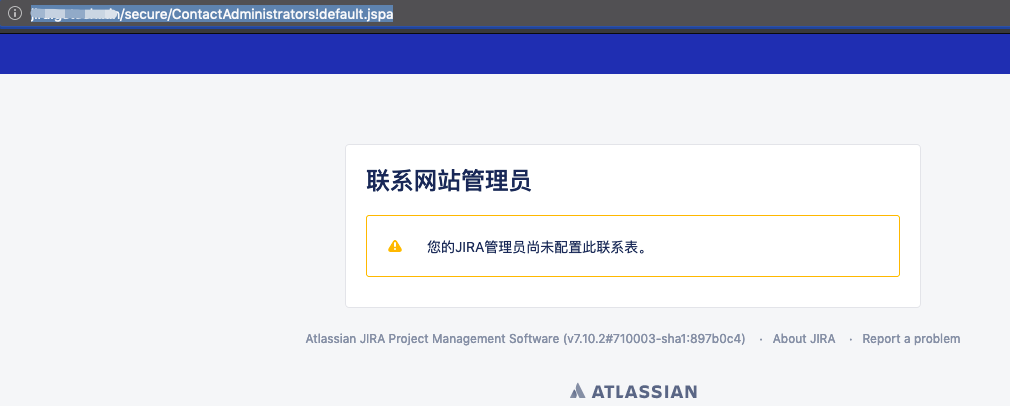 /secure/ContactAdministrators!default.jspa
联系网站管理员
您的JIRA管理员尚未配置此联系表。
Atlassian JIRA Project Management Software (v7.10.2#710003-sha1:897b0c4) · About JIRA · Report a problem
ATLASSIAN